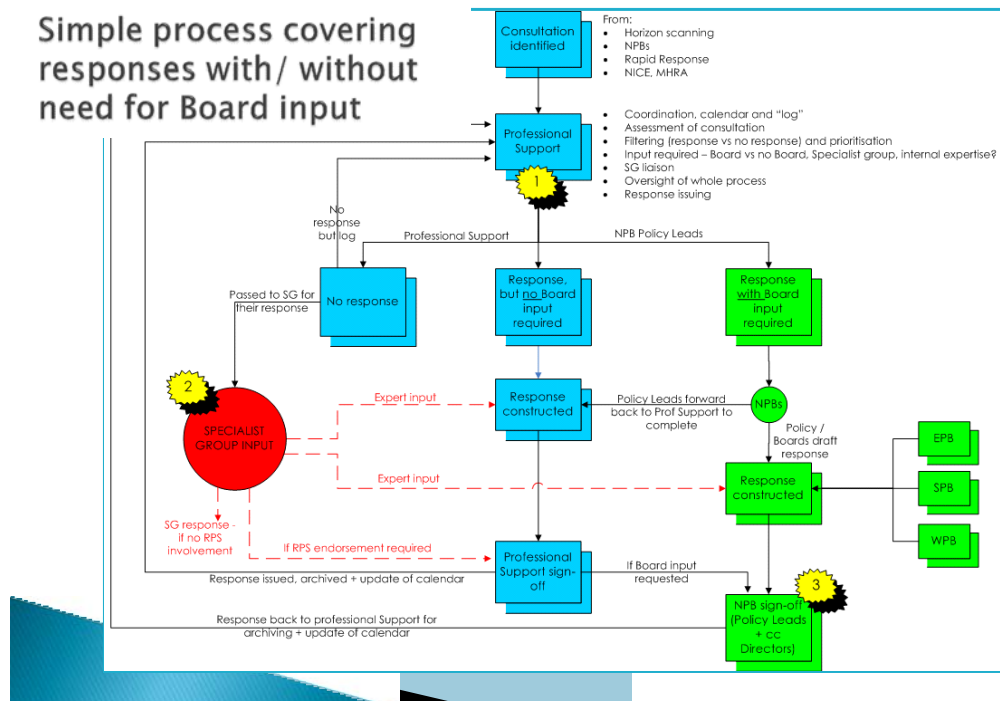 Simple process covering
responses with/ without
need for Board input
Consultation
identified
From:
• Horizon scanning
• NPBs
• Rapid Response
• NICE, MHRA
Professional
Support
• Coordination, calendar and “log”
• Assessment of consultation
• Filtering (response vs no response) and prioritisation
• Input required – Board vs no Board, Specialist group, internal expertise?
• SG liaison
• Oversight of whole process
• Response issuing
1
No
response
but log
Professional Support
NPB Policy Leads
No response
Response,
but no Board
input
required
Response
with Board
input
required
Passed to SG for
their response
2
SPECIALIST
GROUP INPUT
Expert input
Response
constructed
Policy Leads forward
back to Prof Support to
complete
NPBs
Policy /
Boards draft
response
EPB
SPB
WPB
Expert input
Response
constructed
SG response -
if no RPS
involvement
If RPS endorsement required
Professional
Support sign-
off
If Board input
requested
Response issued, archived + update of calendar
3
NPB sign-off
(Policy Leads
+ cc
Directors)
Response back to professional Support for
archiving + update of calendar